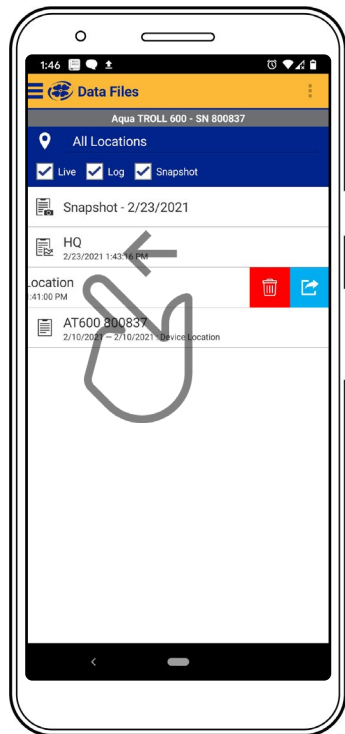 1:46
Data Files
Aqua TROLL 600 - SN 800837
All Locations
Live Log Snapshot
Snapshot - 2/23/2021
HQ
2/23/2021 1:43:16 PM
Location
:41:00 PM
AT600 800837
2/10/2021 – 2/10/2021 : Device Location